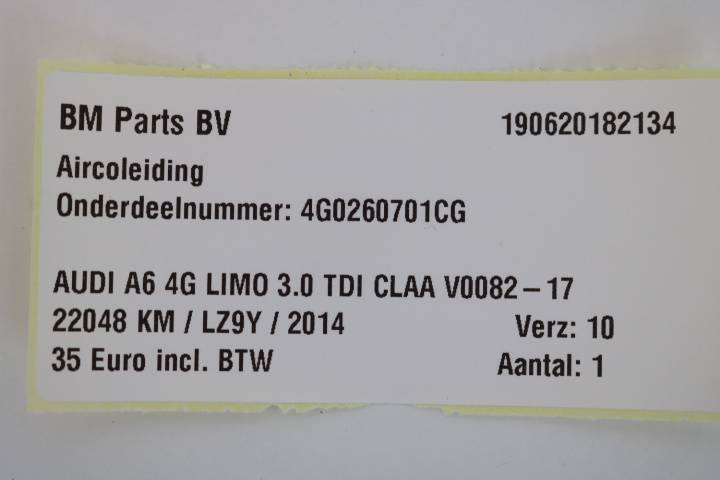 BM Parts BV 190620182134
Aircoleiding
Onderdeelnummer: 4G0260701CG
AUDI A6 4G LIMO 3.0 TDI CLAA V0082-17
22048 KM / LZ9Y / 2014 Verz: 10
35 Euro incl. BTW Aantal: 1